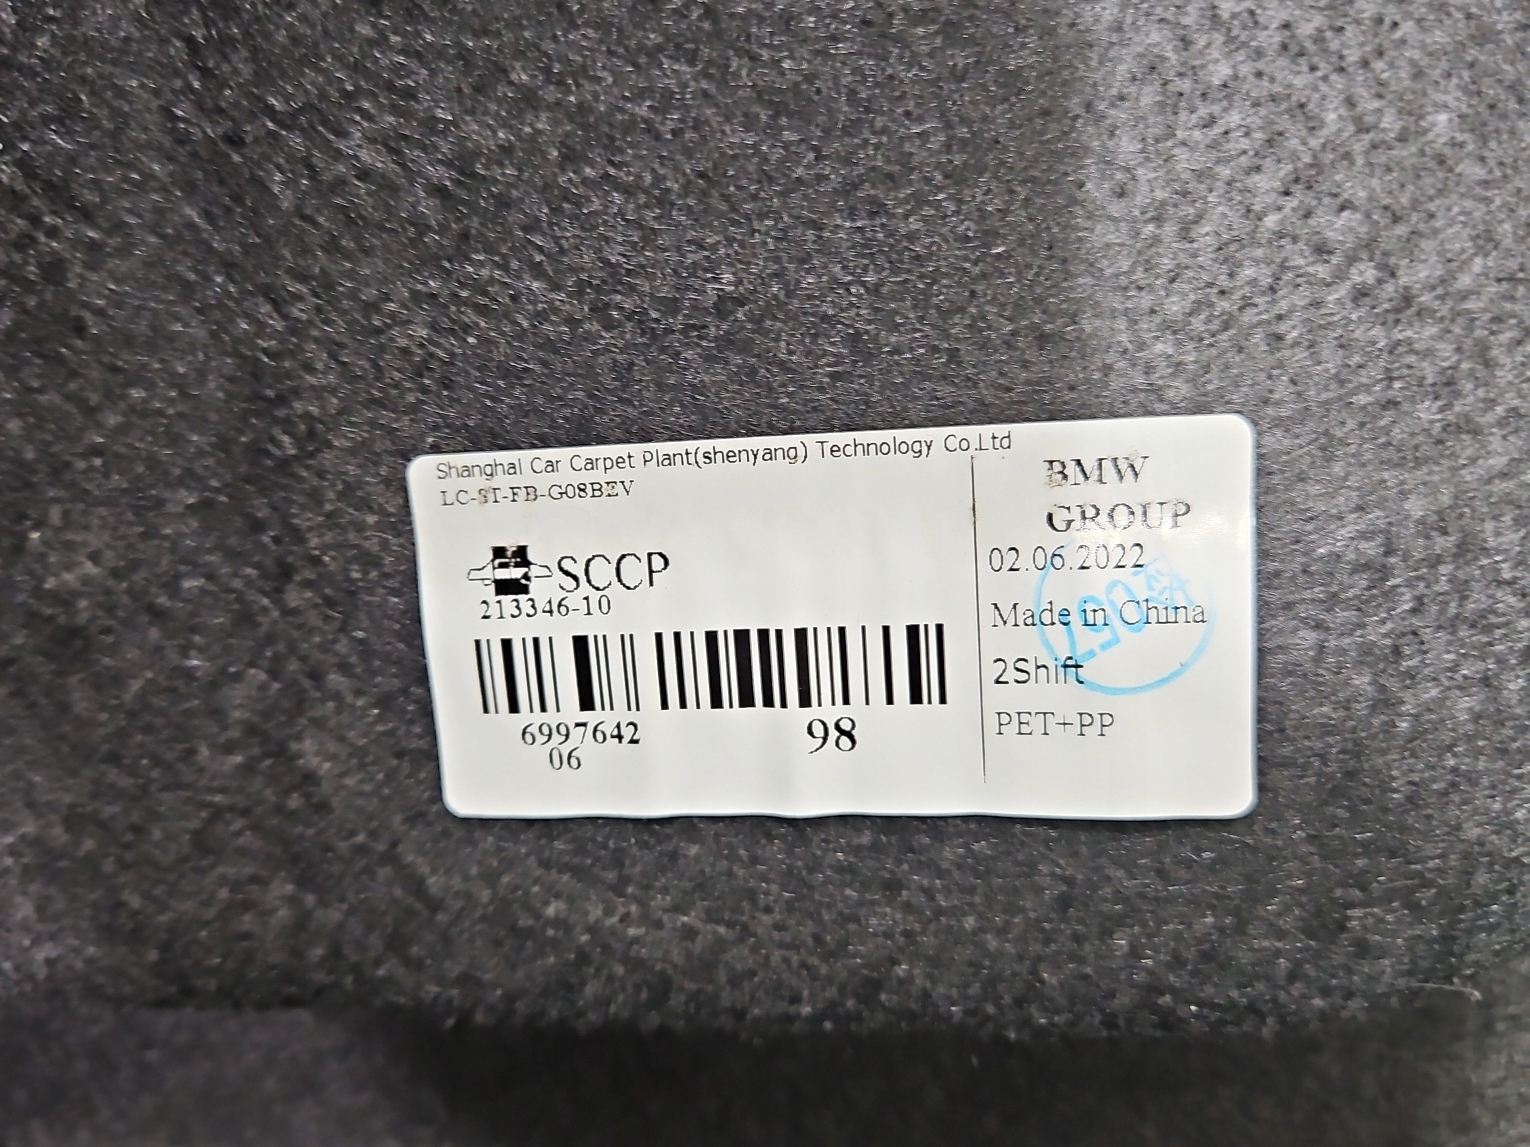 Shanghal Car Carpet Plant(shenyang) Technology Co.Ltd
LC-ST-FB-G08BEV
SCCP
213346-10
6997642
06
98
BMW
GROUP
02.06.2022
Made in China
2Shift
PET+PP
057